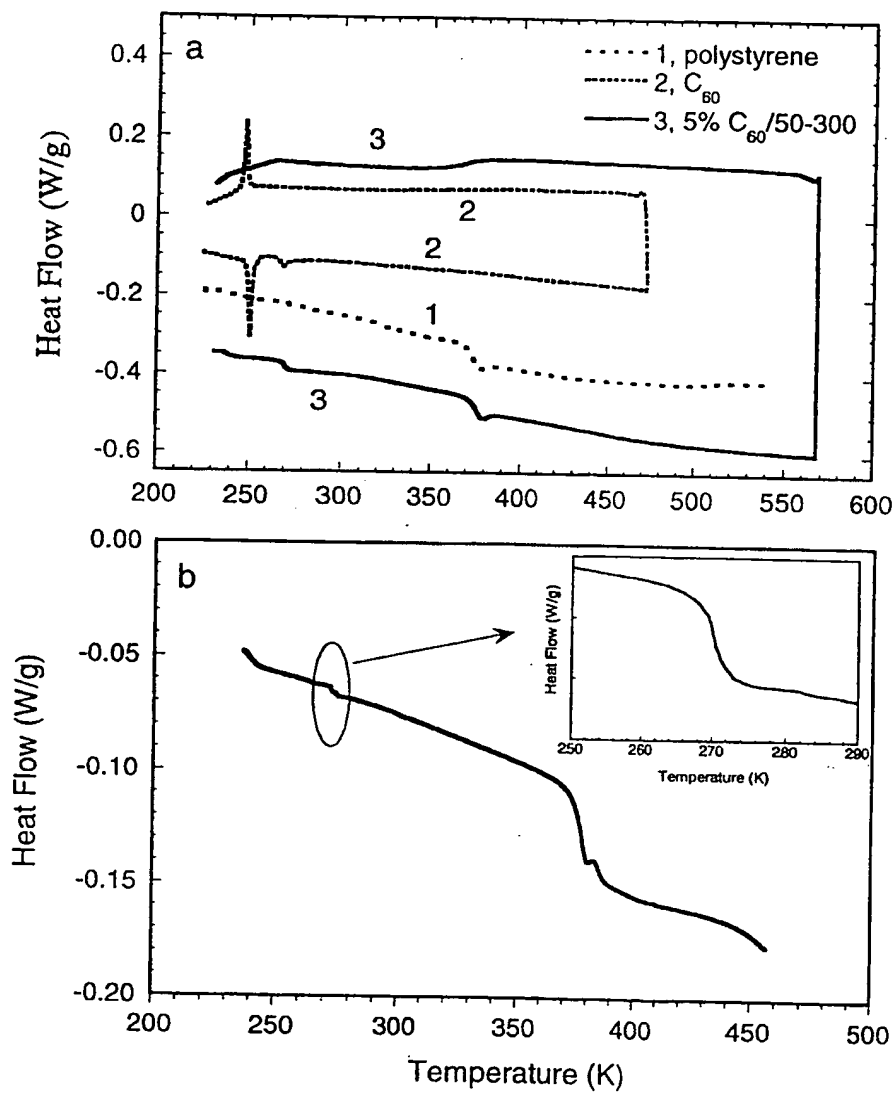 a
1, polystyrene
2, C60
3, 5% C60/50-300
3
2
2
1
3
0.4
0.2
0
-0.2
-0.4
-0.6
Heat Flow (W/g)
200 250 300 350 400 450 500 550 600
b
0.00
-0.05
-0.10
-0.15
-0.20
Heat Flow (W/g)
Heat Flow (W/g)
250 260 270 280 290
Temperature (K)
200 250 300 350 400 450 500
Temperature (K)